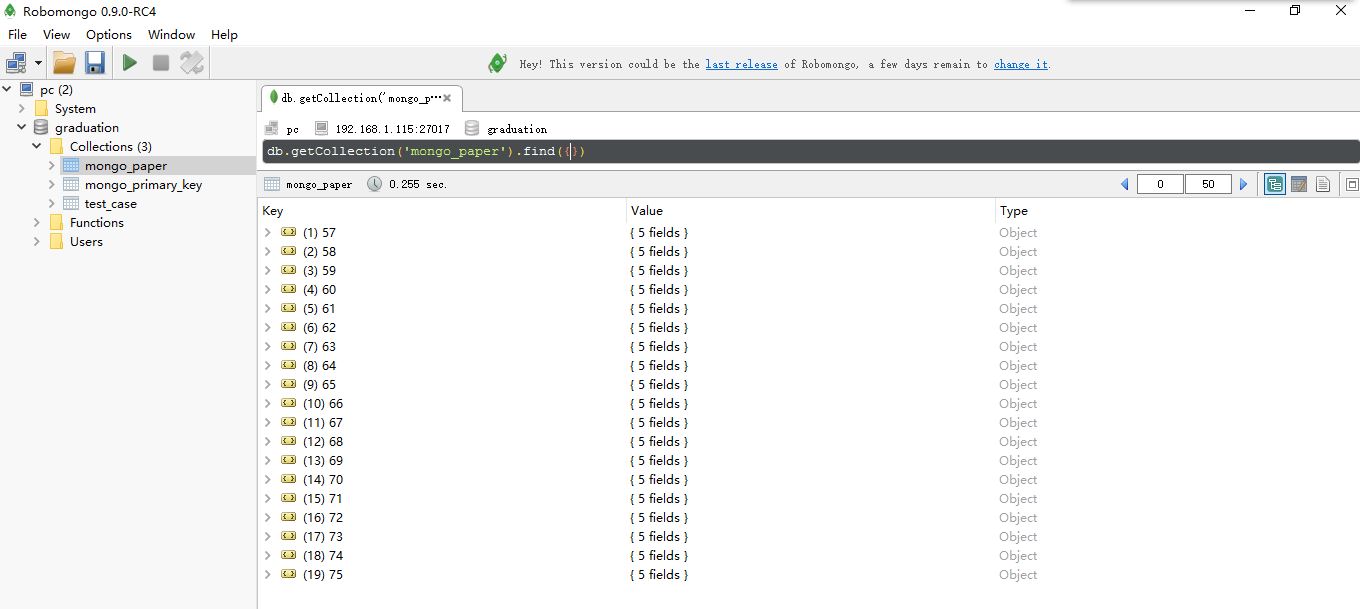 Robomongo 0.9.0-RC4
File View Options Window Help
Hey! This version could be the last release of Robomongo, a few days remain to change it.
pc (2)
System
graduation
Collections (3)
mongo_paper
mongo_primary_key
test_case
Functions
Users
db.getCollection('mongo_p···
pc 192.168.1.115:27017 graduation
db.getCollection('mongo_paper').find({})
mongo_paper 0.255 sec. 0 50
Key Value Type
(1) 57 { 5 fields } Object
(2) 58 { 5 fields } Object
(3) 59 { 5 fields } Object
(4) 60 { 5 fields } Object
(5) 61 { 5 fields } Object
(6) 62 { 5 fields } Object
(7) 63 { 5 fields } Object
(8) 64 { 5 fields } Object
(9) 65 { 5 fields } Object
(10) 66 { 5 fields } Object
(11) 67 { 5 fields } Object
(12) 68 { 5 fields } Object
(13) 69 { 5 fields } Object
(14) 70 { 5 fields } Object
(15) 71 { 5 fields } Object
(16) 72 { 5 fields } Object
(17) 73 { 5 fields } Object
(18) 74 { 5 fields } Object
(19) 75 { 5 fields } Object